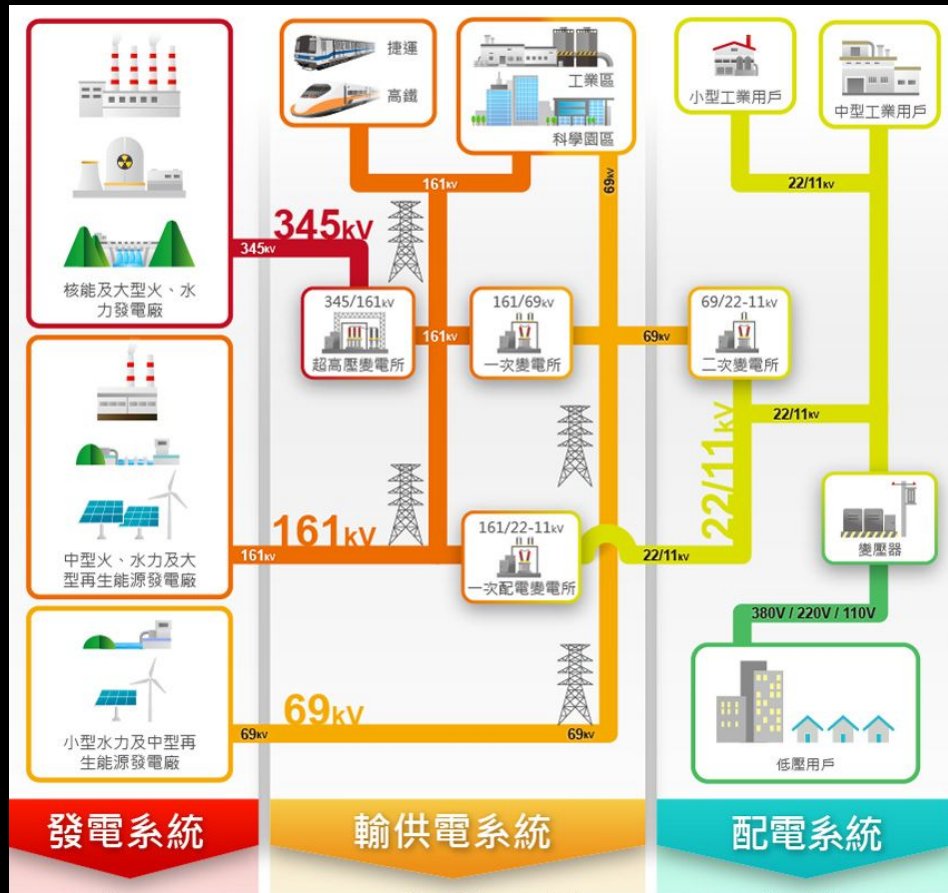 345kV
345kV
核能及大型火、水
力發電廠
161kV
161kV
中型火、水力及大
型再生能源發電廠
69kV
69kV
小型水力及中型再
生能源發電廠
發電系統
捷運
高鐵
工業區
科學園區
161kV
69kV
345/161kV
超高壓變電所
161kV
161/69kV
一次變電所
69kV
161/22-11kV
一次配電變電所
22/11kV
69kV
輸供電系統
小型工業用戶
中型工業用戶
22/11kV
69/22-11kV
二次變電所
22/11kV
22/11kV
變壓器
380V / 220V / 110V
低壓用戶
配電系統